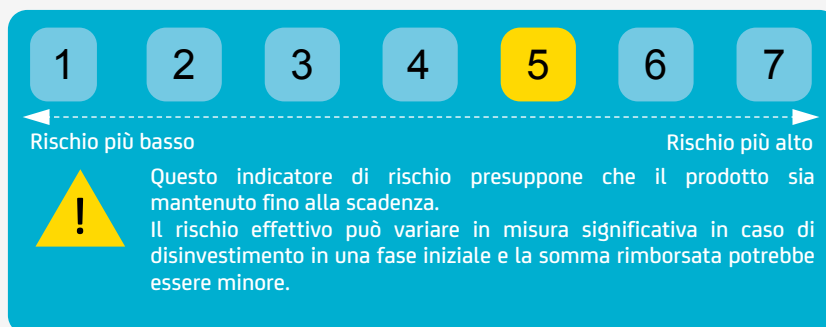 1 2 3 4 5 6 7
Rischio più basso Rischio più alto
!
Questo indicatore di rischio presuppone che il prodotto sia
mantenuto fino alla scadenza.
Il rischio effettivo può variare in misura significativa in caso di
disinvestimento in una fase iniziale e la somma rimborsata potrebbe
essere minore.